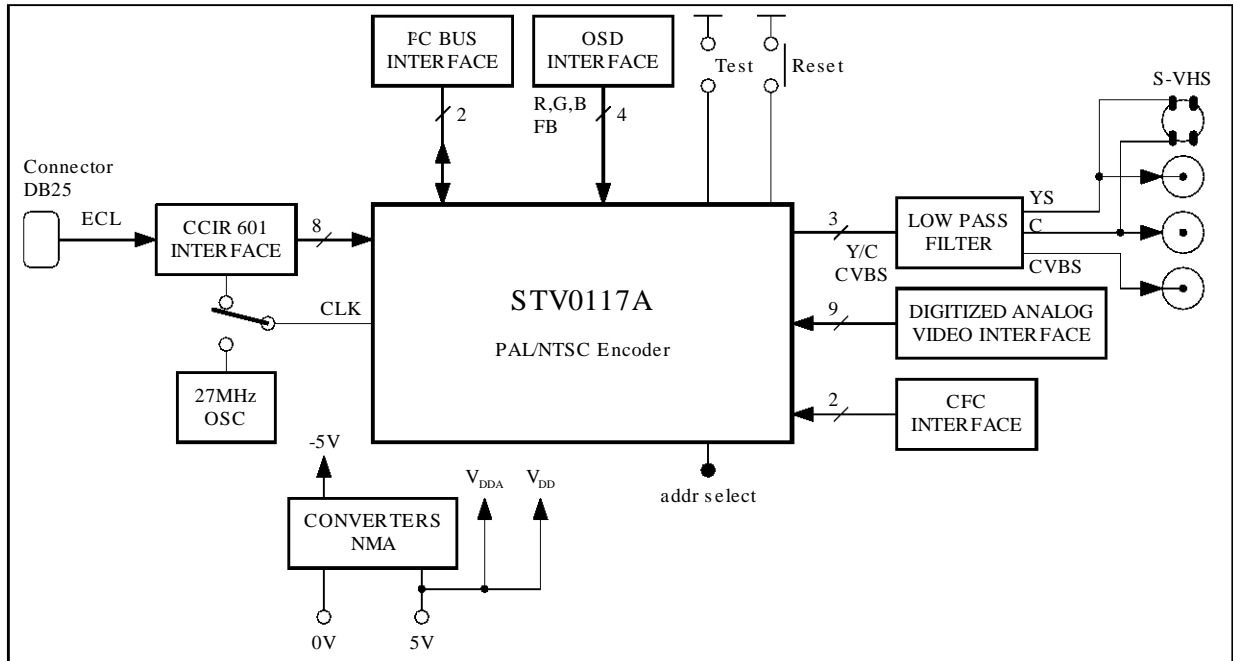 I²C BUS
INTERFACE
OSD
INTERFACE
Test
Reset
S-VHS
2
R,G,B
FB
4
Connector
DB25
ECL
CCIR 601
INTERFACE
8
3
Y/C
CVBS
LOW PASS
FILTER
YS
C
CVBS
STV0117A
PAL/NTSC Encoder
CLK
9
DIGITIZED ANALOG
VIDEO INTERFACE
27MHz
OSC
2
CFC
INTERFACE
-5V
VDDA
VDD
addr select
CONVERTERS
NMA
0V
5V